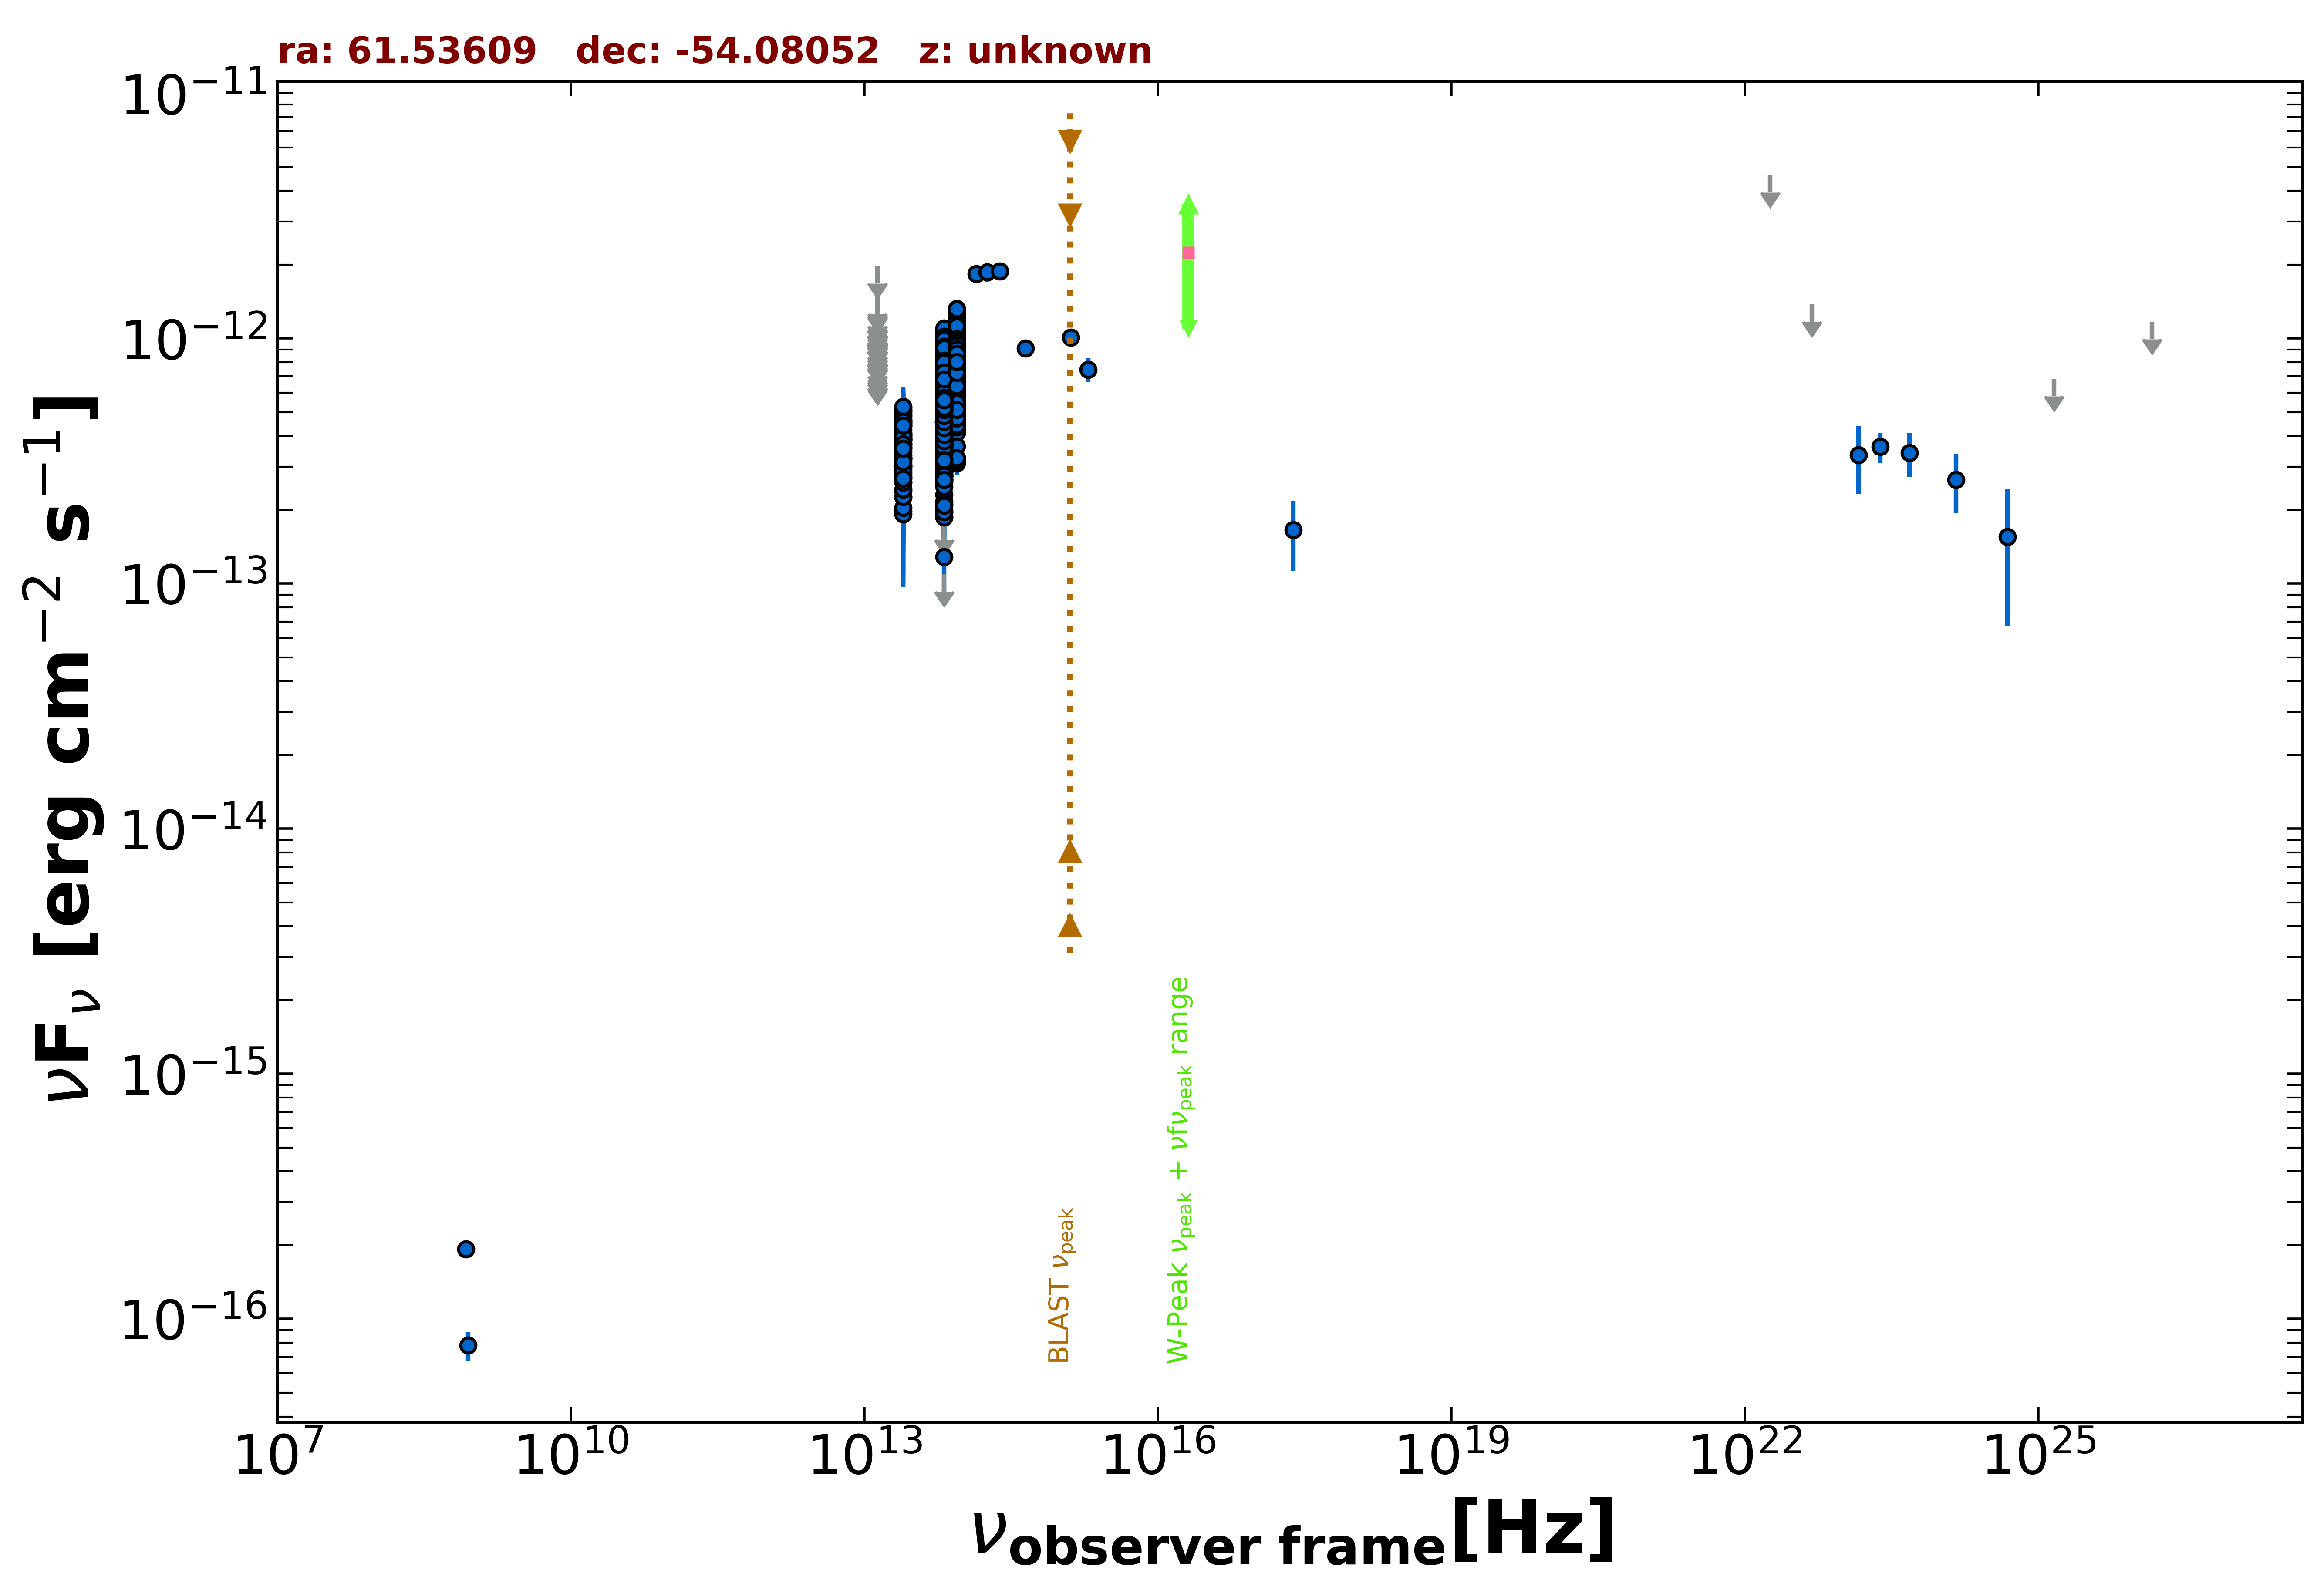 ra: 61.53609 dec: -54.08052 z: unknown
10⁻¹¹
10⁻¹²
10⁻¹³
10⁻¹⁴
10⁻¹⁵
10⁻¹⁶
νFν [erg cm⁻² s⁻¹]
BLAST νpeak
W-Peak νpeak + νfνpeak range
10⁷ 10¹⁰ 10¹³ 10¹⁶ 10¹⁹ 10²² 10²⁵
νobserver frame[Hz]